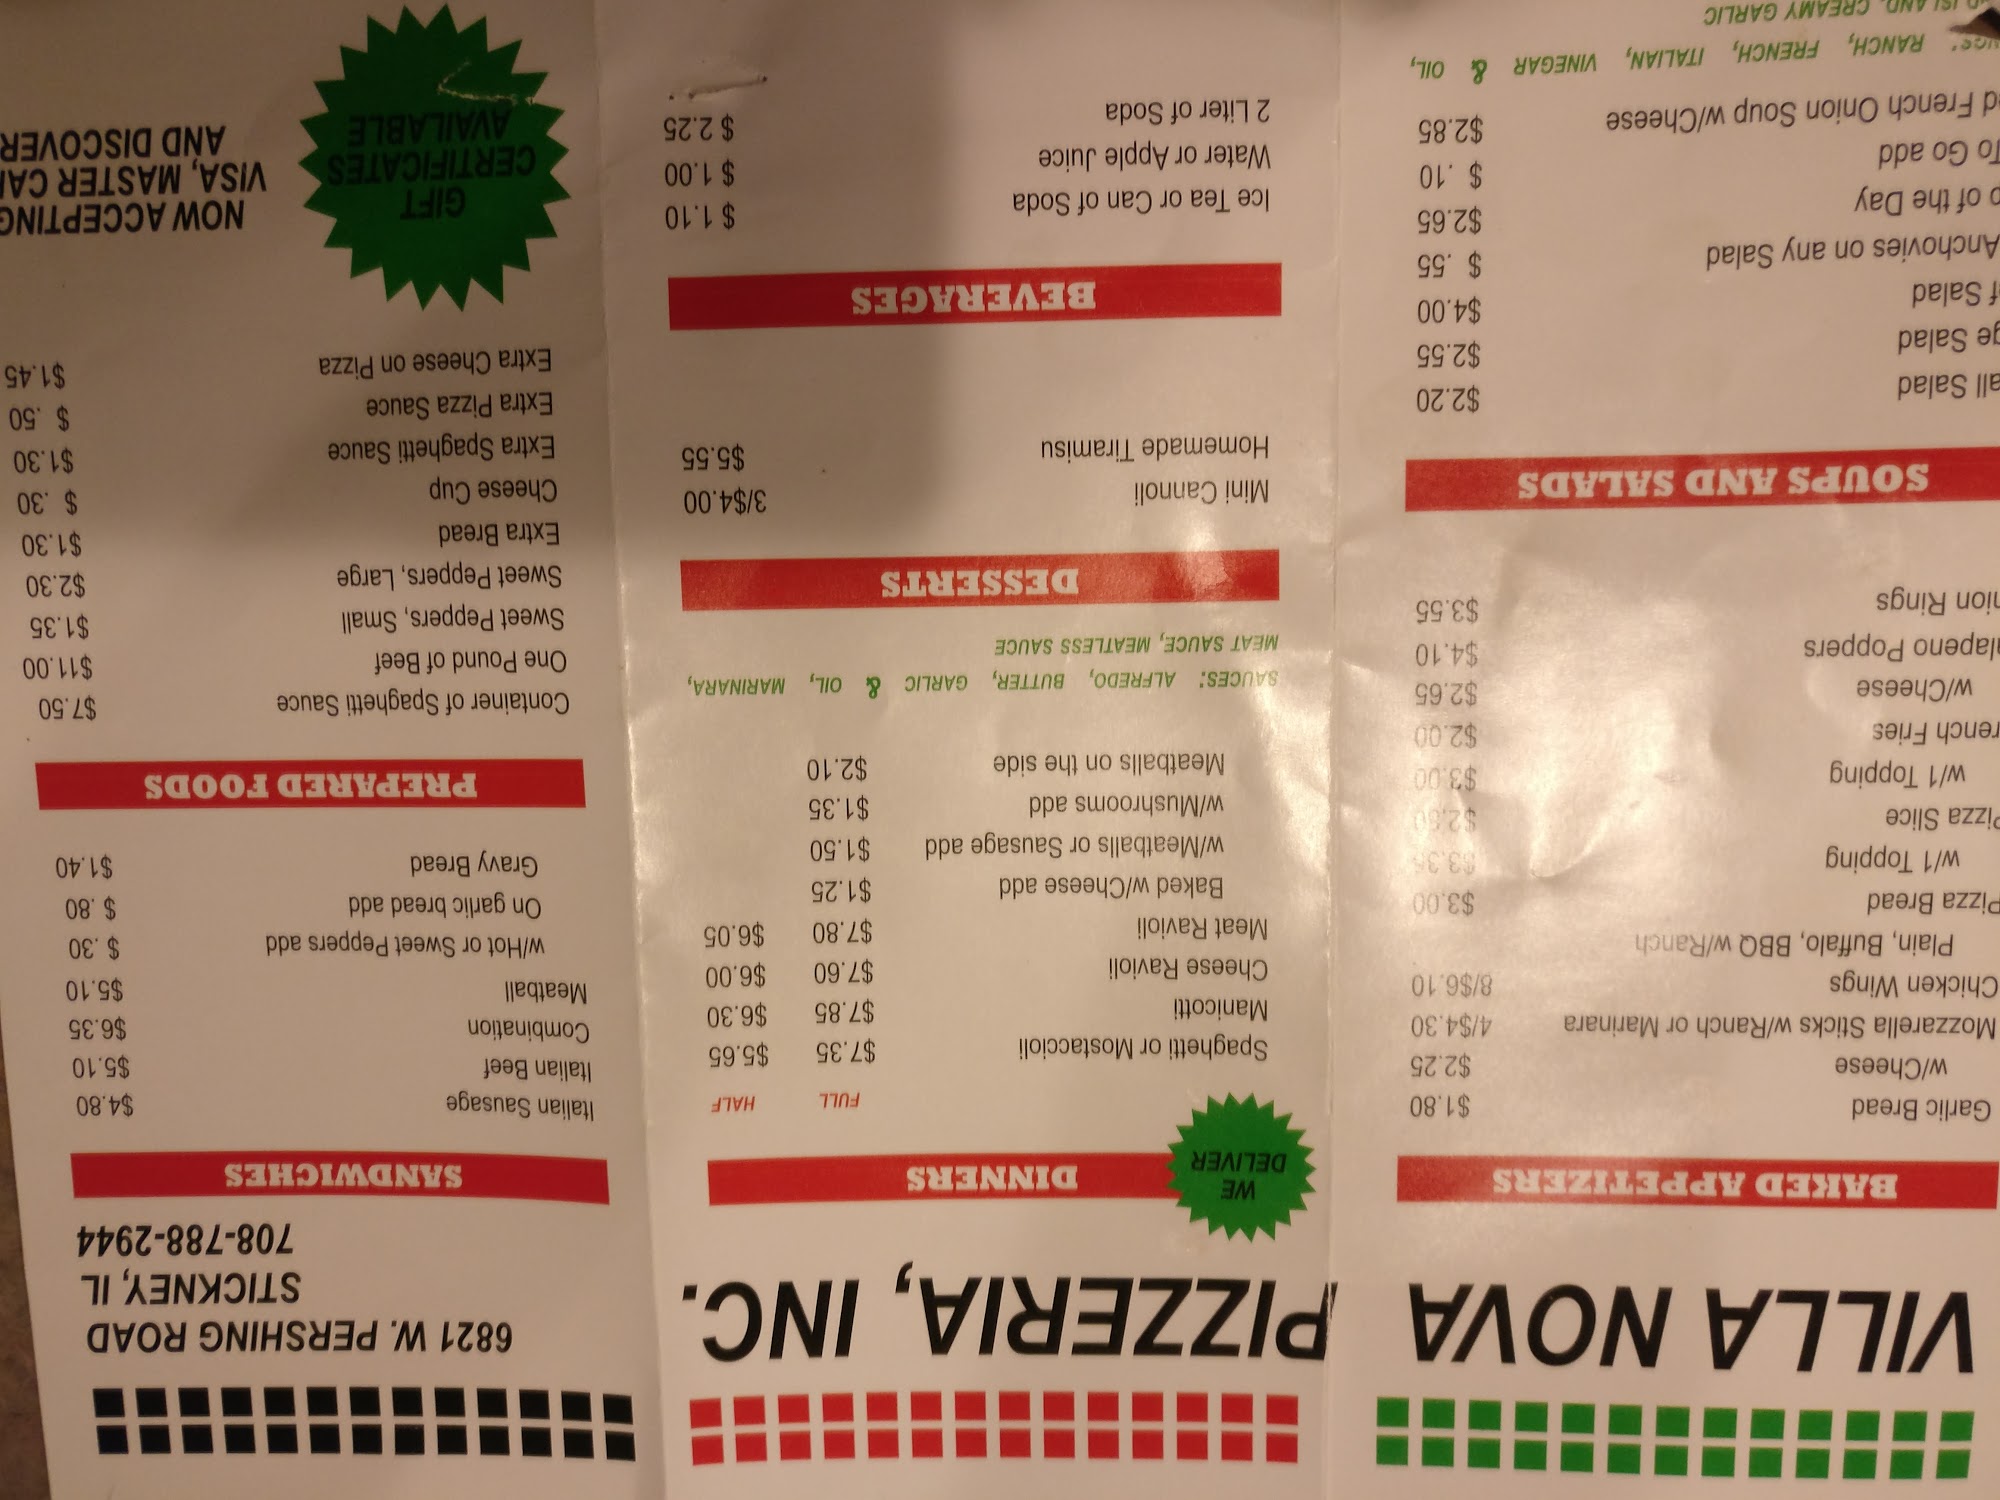 VILLA NOVA
BAKED APPETIZERS
Garlic Bread $1.80
w/Cheese $2.25
Mozzarella Sticks w/Ranch or Marinara 4/$4.30
Chicken Wings 8/$6.10
Plain, Buffalo, BBQ w/Ranch
Pizza Bread $3.00
w/1 Topping
Pizza Slice
w/1 Topping $3.00
rench Fries $2.00
w/Cheese $2.65
alapeno Poppers $4.10
nion Rings $3.55
SOUPS AND SALADS
all Salad $2.20
ge Salad $2.55
f Salad $4.00
Anchovies on any Salad $ .55
p of the Day $2.65
To Go add $ .10
ed French Onion Soup w/Cheese $2.85
RANCH, FRENCH, ITALIAN, VINEGAR & OIL,
ISLAND, CREAMY GARLIC
PIZZERIA, INC.
WE
DELIVER
DINNERS
FULL HALF
Spaghetti or Mostaccioli $7.35 $5.65
Manicotti $7.85 $6.30
Cheese Ravioli $7.60 $6.00
Meat Ravioli $7.80 $6.05
Baked w/Cheese add $1.25
w/Meatballs or Sausage add $1.50
w/Mushrooms add $1.35
Meatballs on the side $2.10
SAUCES: ALFREDO, BUTTER, GARLIC & OIL, MARINARA,
MEAT SAUCE, MEATLESS SAUCE
DESSERTS
Mini Cannoli 3/$4.00
Homemade Tiramisu $5.55
BEVERAGES
Ice Tea or Can of Soda $ 1.10
Water or Apple Juice $ 1.00
2 Liter of Soda $ 2.25
6821 W. PERSHING ROAD
STICKNEY, IL
708-788-2944
SANDWICHES
Italian Sausage $4.80
Italian Beef $5.10
Combination $6.35
Meatball $5.10
w/Hot or Sweet Peppers add $ .30
On garlic bread add $ .80
Gravy Bread $1.40
PREPARED FOODS
Container of Spaghetti Sauce $7.50
One Pound of Beef $11.00
Sweet Peppers, Small $1.35
Sweet Peppers, Large $2.30
Extra Bread $1.30
Cheese Cup $ .30
Extra Spaghetti Sauce $1.30
Extra Pizza Sauce $ .50
Extra Cheese on Pizza $1.45
GIFT
CERTIFICATES
AVAILABLE
NOW ACCEPTING
VISA, MASTER CAR
AND DISCOVER